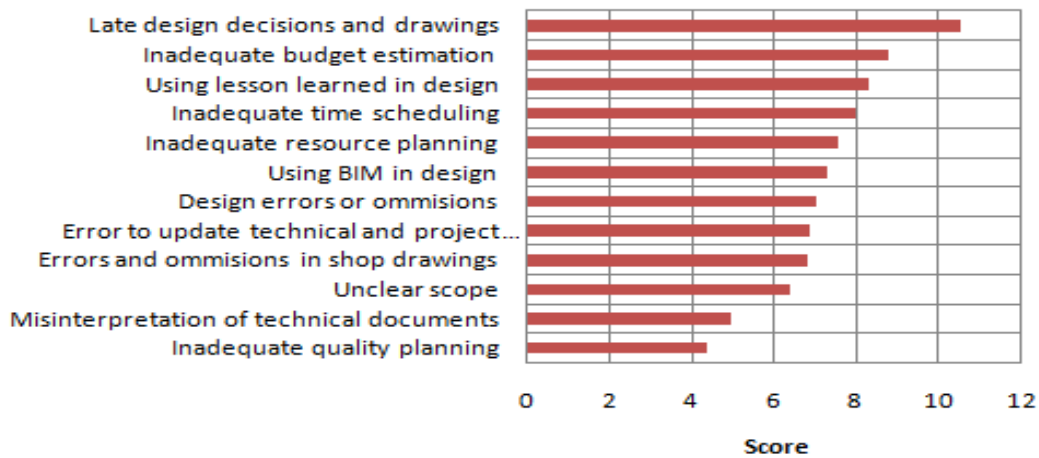 Late design decisions and drawings
Inadequate budget estimation
Using lesson learned in design
Inadequate time scheduling
Inadequate resource planning
Using BIM in design
Design errors or ommisions
Error to update technical and project...
Errors and ommisions in shop drawings
Unclear scope
Misinterpretation of technical documents
Inadequate quality planning
0 2 4 6 8 10 12
Score